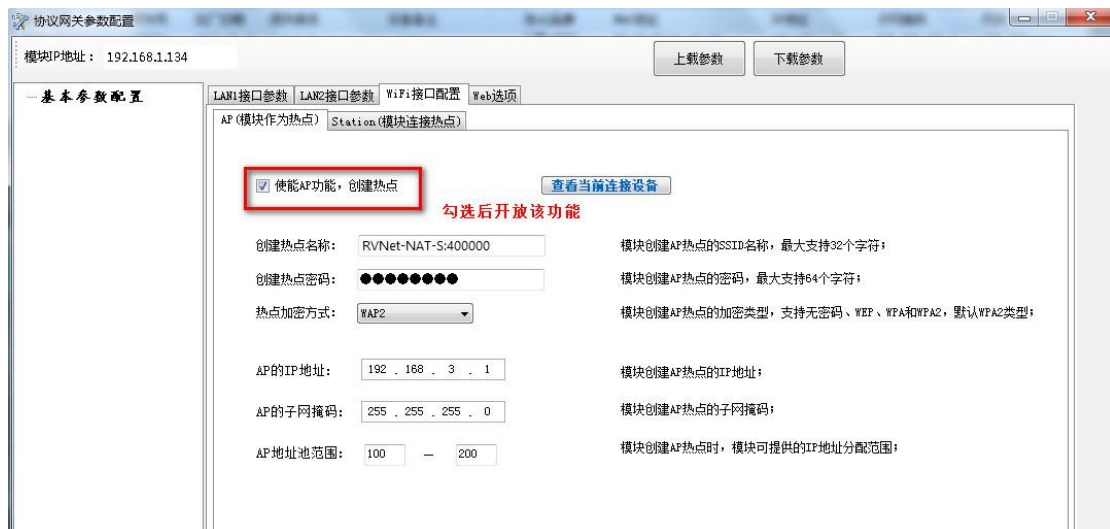 协议网关参数配置
模块IP地址： 192.168.1.134
上载参数 下载参数
基本参数配置
LAN1接口参数 LAN2接口参数 WiFi接口配置 Web选项
AP(模块作为热点) Station(模块连接热点)
使能AP功能，创建热点 查看当前连接设备
勾选后开放该功能
创建热点名称： RVNet-NAT-S:400000 模块创建AP热点的SSID名称，最大支持32个字符；
创建热点密码： ●●●●●●●● 模块创建AP热点的密码，最大支持64个字符；
热点加密方式： WAP2 模块创建AP热点的加密类型，支持无密码、WEP、WPA和WPA2，默认WPA2类型；
AP的IP地址： 192 . 168 . 3 . 1 模块创建AP热点的IP地址；
AP的子网掩码： 255 . 255 . 255 . 0 模块创建AP热点的子网掩码；
AP地址池范围： 100 — 200 模块创建AP热点时，模块可提供的IP地址分配范围；